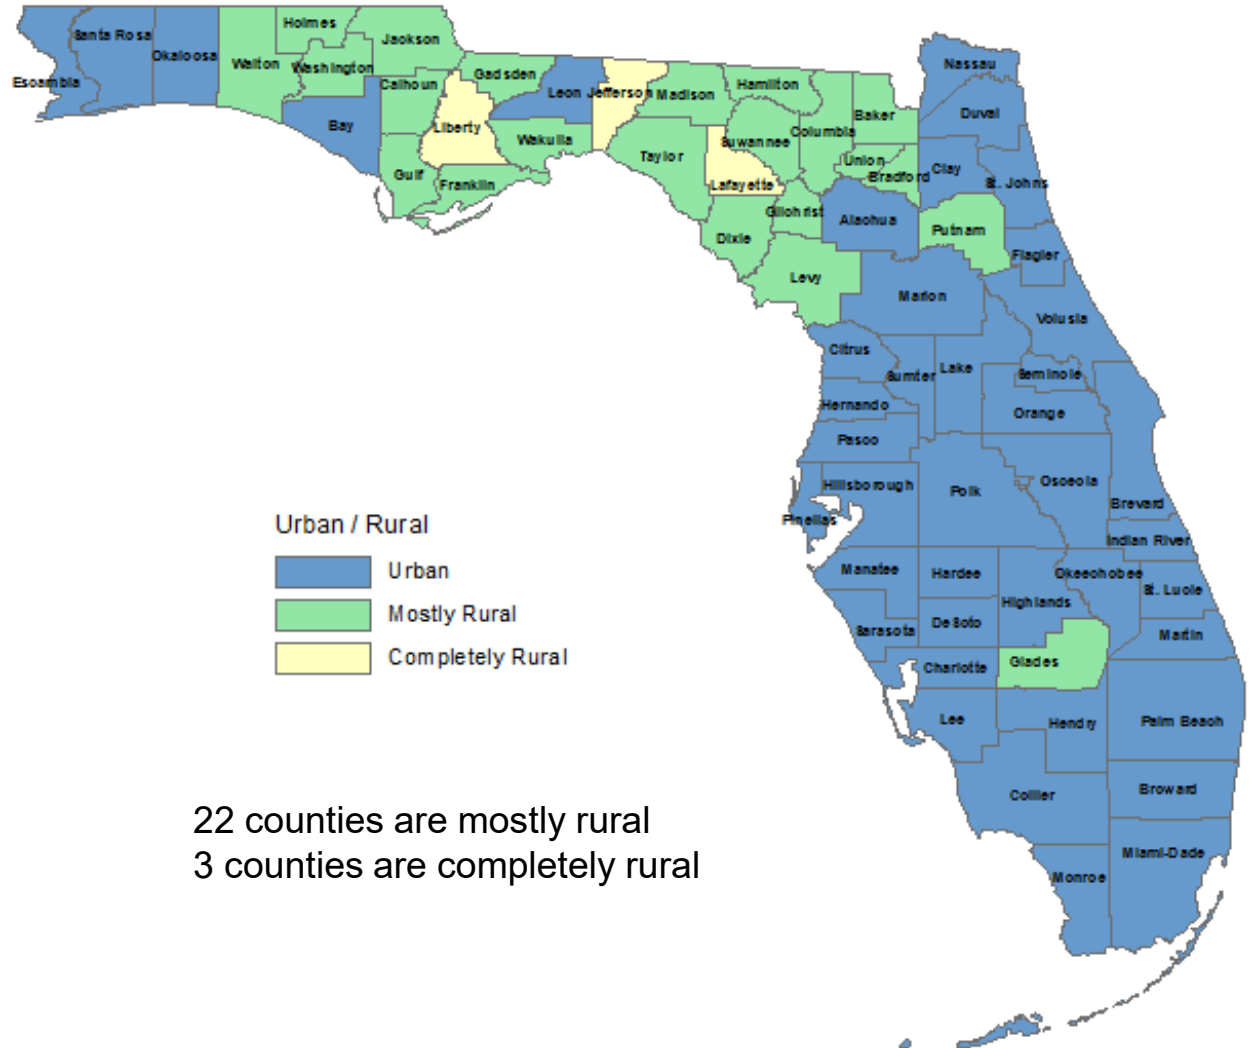 Holmes
Santa Rosa
Jackson
Okaloosa
Walton
Washington
Escambia
Calhoun
Gadsden
Leon
Jefferson
Madison
Hamilton
Nassau
Bay
Liberty
Wakulla
Taylor
Suwannee
Columbia
Baker
Duval
Gulf
Franklin
Lafayette
Union
Bradford
Clay
St. Johns
Dixie
Gilchrist
Alachua
Putnam
Flagler
Levy
Marion
Volusia
Citrus
Sumter
Lake
Seminole
Hernando
Orange
Pasco
Hillsborough
Polk
Osceola
Brevard
Pinellas
Indian River
Manatee
Hardee
Okeechobee
Highlands
St. Lucie
Sarasota
DeSoto
Martin
Charlotte
Glades
Lee
Hendry
Palm Beach
Collier
Broward
Miami-Dade
Monroe
Urban / Rural
Urban
Mostly Rural
Completely Rural
22 counties are mostly rural
3 counties are completely rural